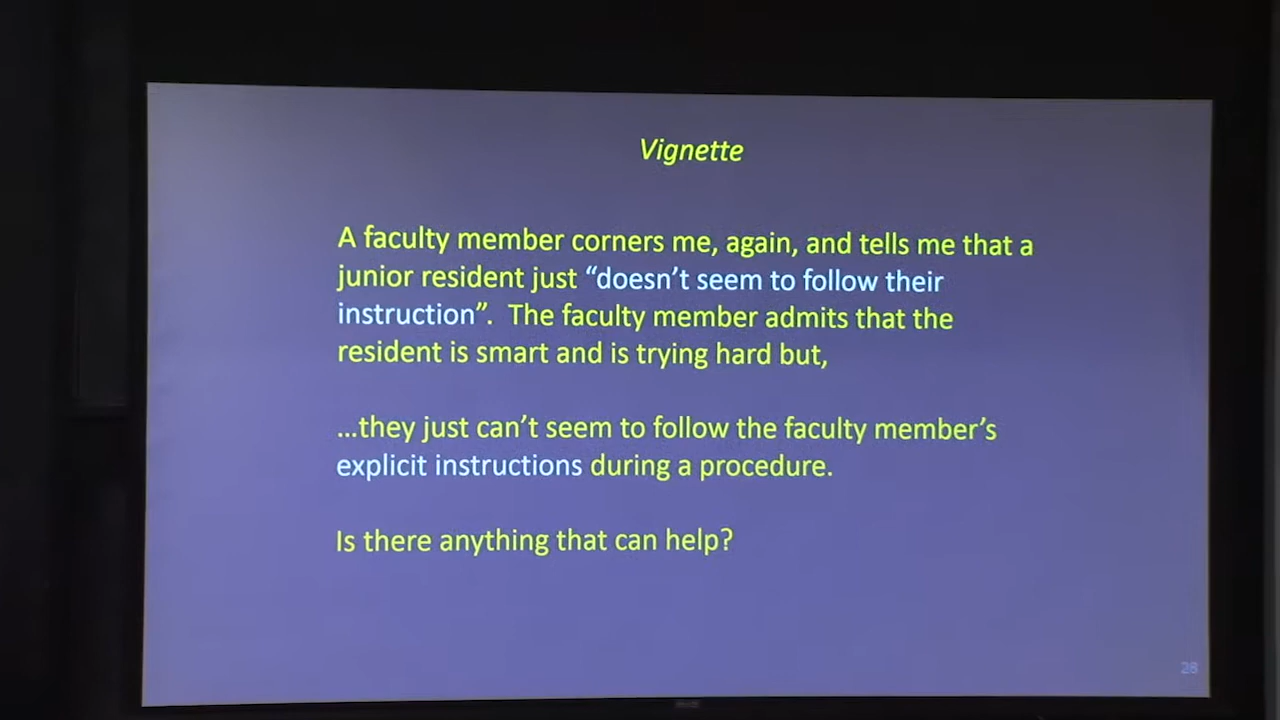 Vignette
A faculty member corners me, again, and tells me that a
junior resident just “doesn’t seem to follow their
instruction”. The faculty member admits that the
resident is smart and is trying hard but,
…they just can’t seem to follow the faculty member’s
explicit instructions during a procedure.
Is there anything that can help?
28